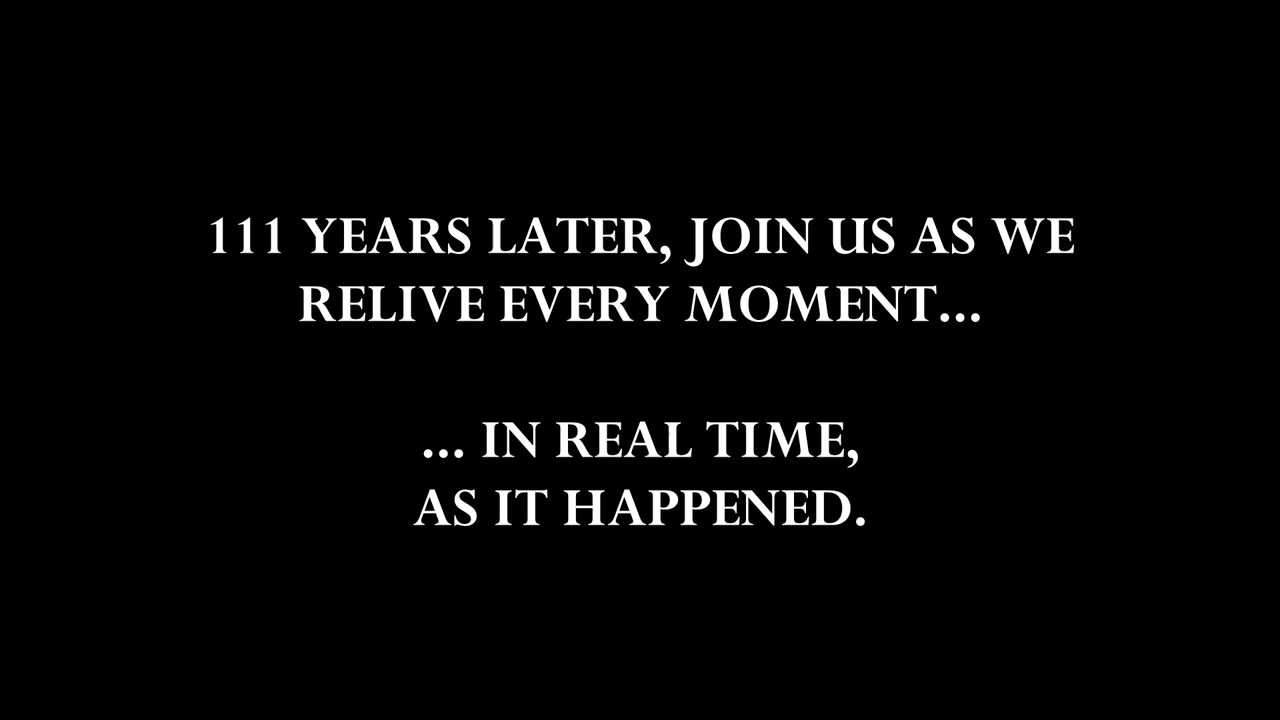 111 YEARS LATER, JOIN US AS WE
RELIVE EVERY MOMENT...
... IN REAL TIME,
AS IT HAPPENED.